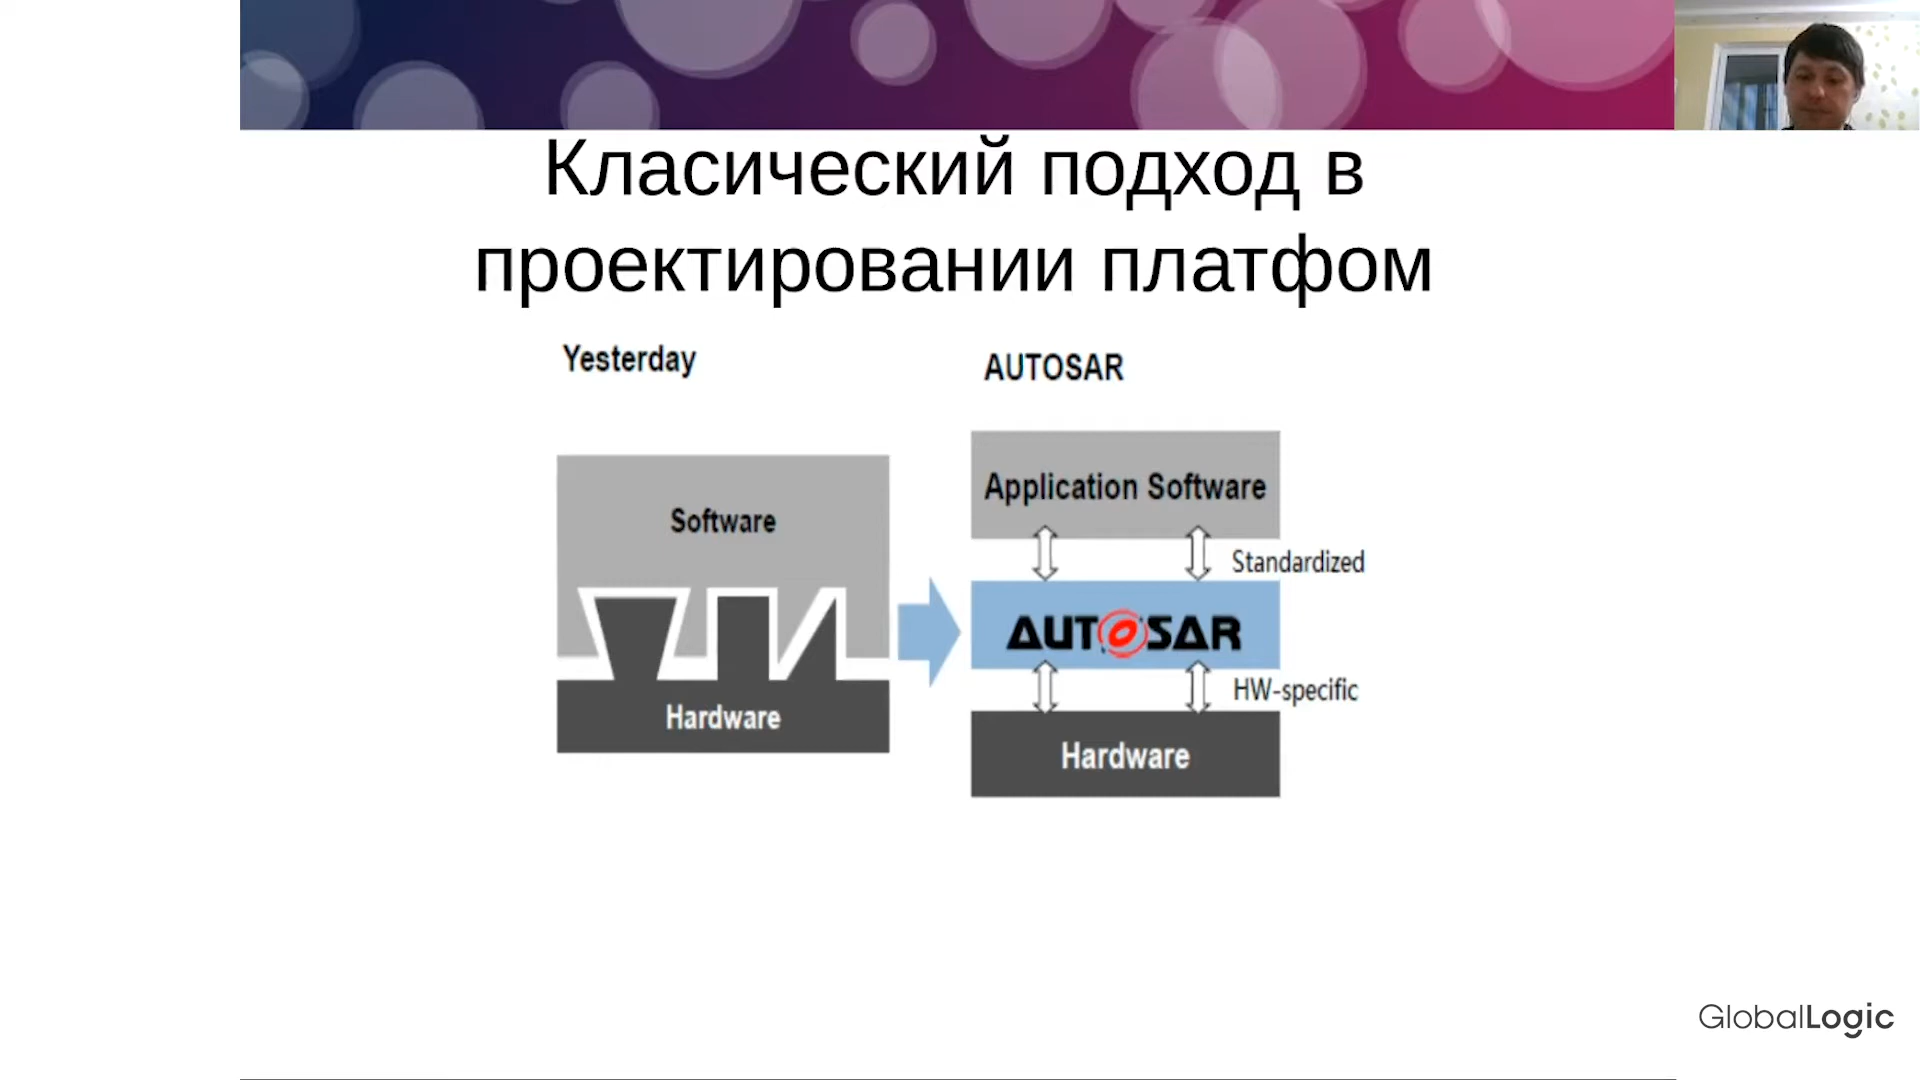 Класический подход в
проектировании платфом
Yesterday
AUTOSAR
Software
Hardware
Application Software
Standardized
AUTOSAR
HW-specific
Hardware
GlobalLogic